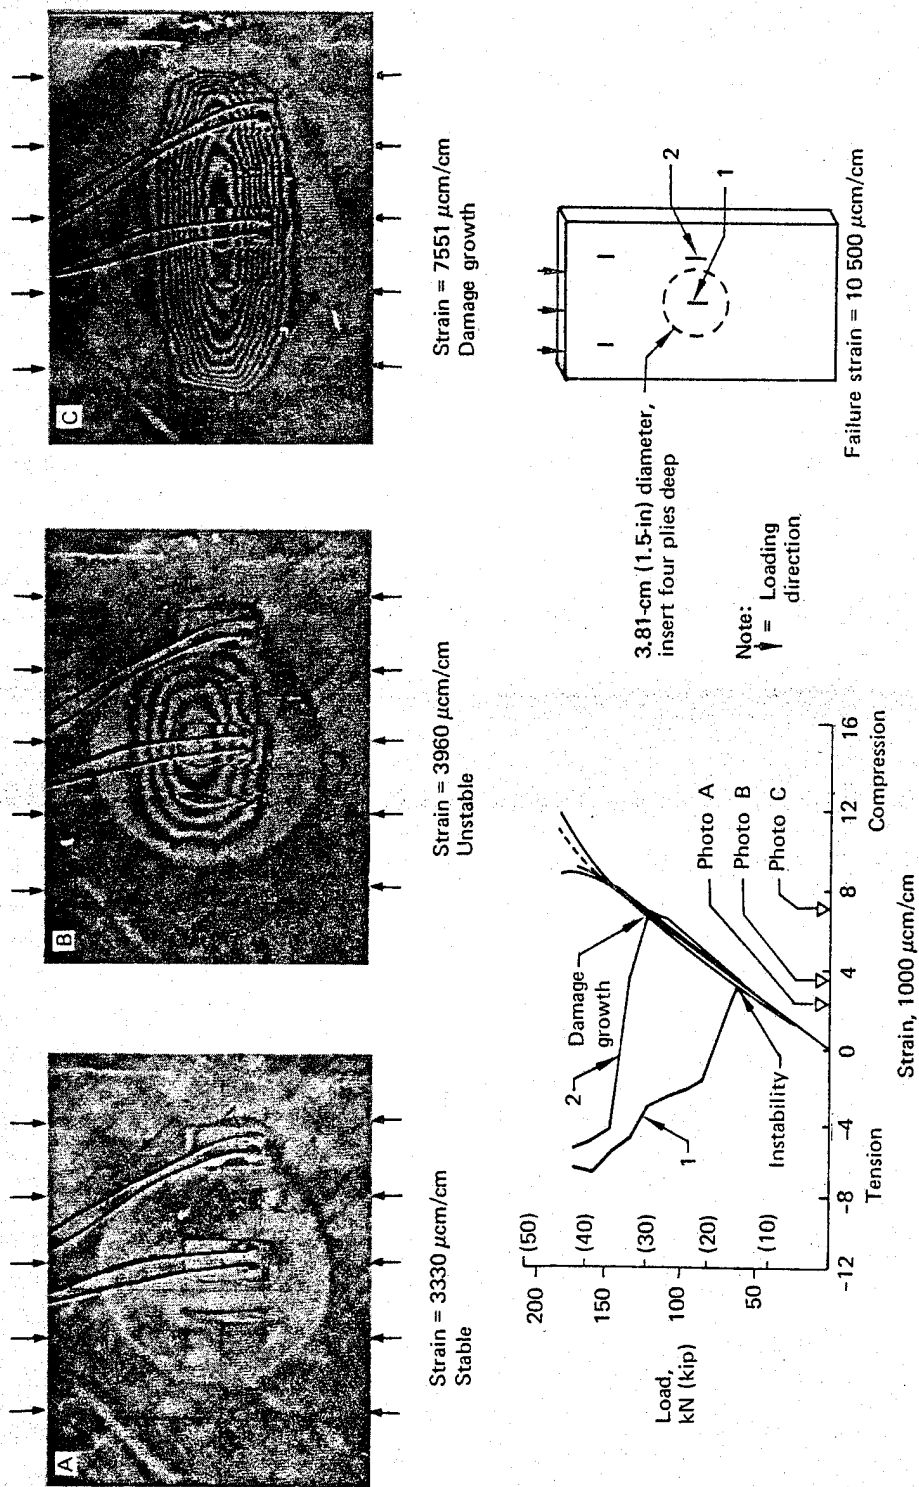 A
Strain = 3330 µcm/cm
Stable
B
Strain = 3960 µcm/cm
Unstable
C
Strain = 7551 µcm/cm
Damage growth
Load,
kN (kip)
200
150
100
50
(50)
(40)
(30)
(20)
(10)
2
1
Damage
growth
Instability
Photo A
Photo B
Photo C
-12
-8
-4
0
4
8
12
16
Tension
Compression
Strain, 1000 µcm/cm
3.81-cm (1.5-in) diameter,
insert four plies deep
Note:
= Loading
direction
2
1
Failure strain = 10 500 µcm/cm